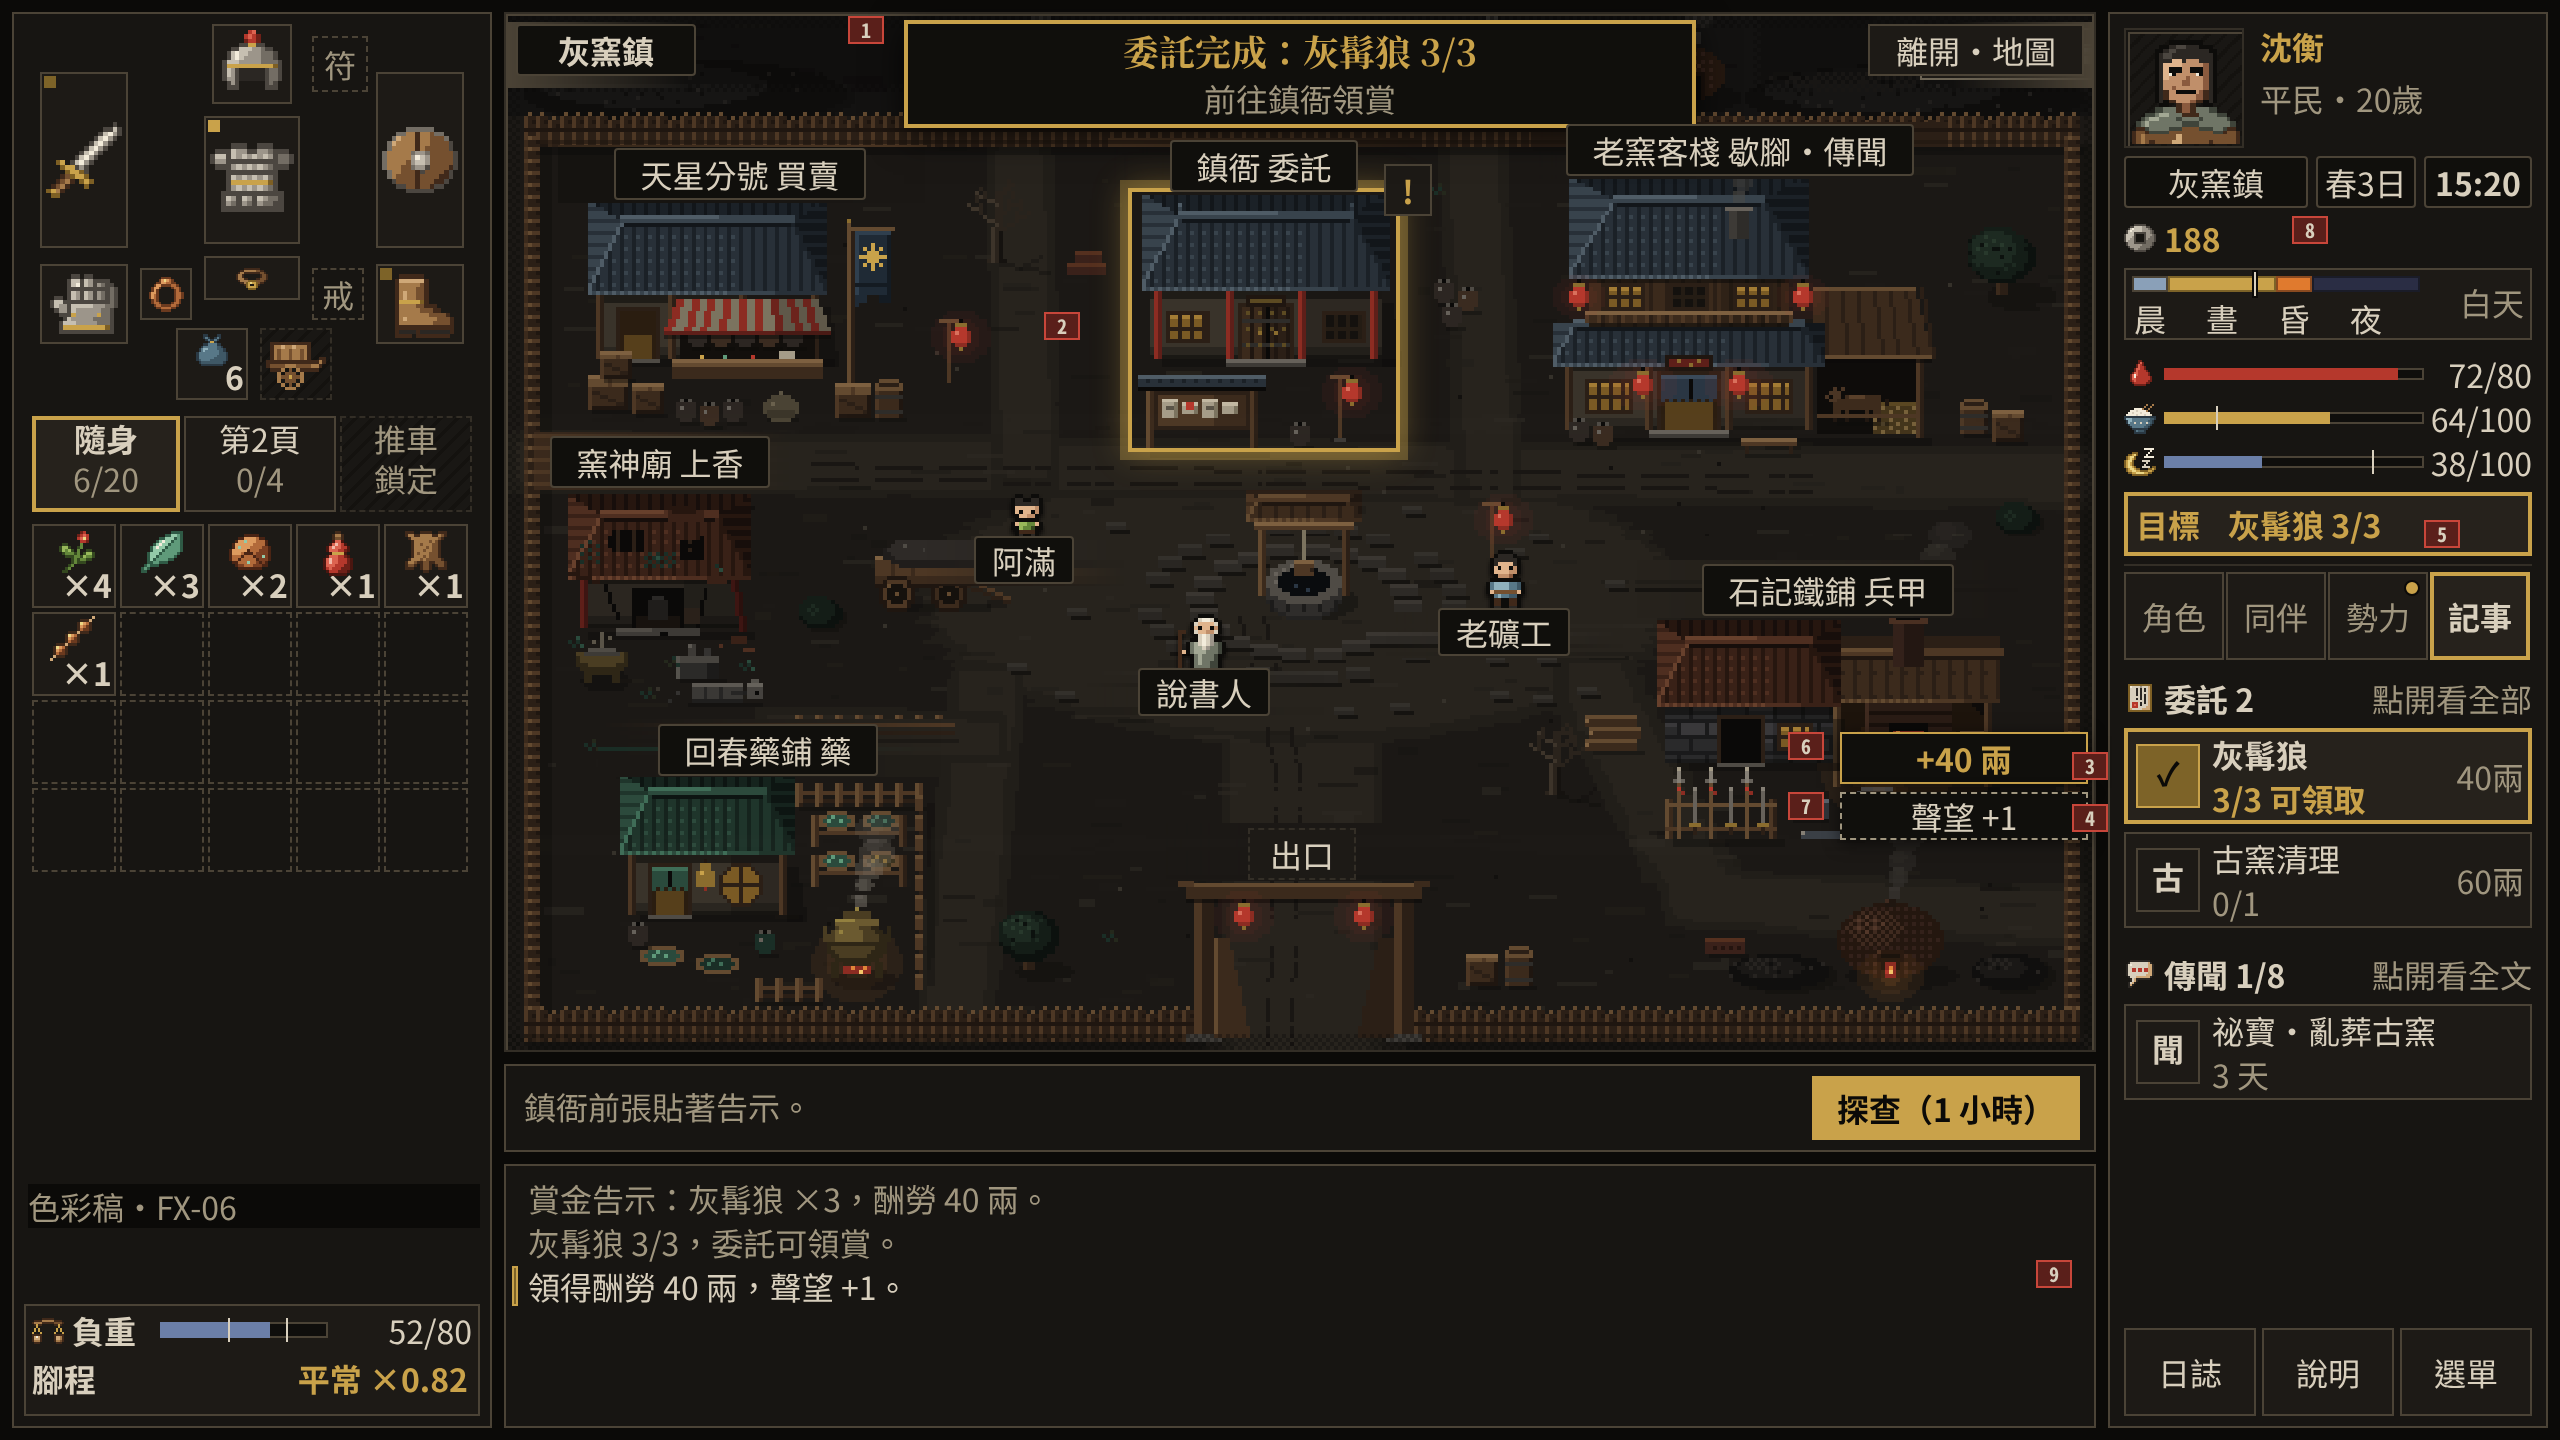 符
戒
6
隨身
6/20
第2頁
0/4
推車
鎖定
×4
×3
×2
×1
×1
×1
色彩稿・FX-06
負重
52/80
腳程
平常 ×0.82
灰窯鎮
1
委託完成：灰髯狼 3/3
前往鎮衙領賞
離開・地圖
天星分號 買賣
鎮衙 委託
!
老窯客棧 歇腳・傳聞
2
窯神廟 上香
阿滿
老礦工
說書人
石記鐵鋪 兵甲
回春藥鋪 藥
6
+40 兩
3
7
聲望 +1
4
出口
鎮衙前張貼著告示。
探查（1 小時）
賞金告示：灰髯狼 ×3，酬勞 40 兩。
灰髯狼 3/3，委託可領賞。
領得酬勞 40 兩，聲望 +1。
9
沈衡
平民・20歲
灰窯鎮
春3日
15:20
188
8
晨 晝 昏 夜
白天
72/80
64/100
38/100
目標 灰髯狼 3/3
5
角色
同伴
勢力
記事
委託 2
點開看全部
✓
灰髯狼
3/3 可領取
40兩
古
古窯清理
0/1
60兩
傳聞 1/8
點開看全文
聞
祕寶・亂葬古窯
3 天
日誌
說明
選單